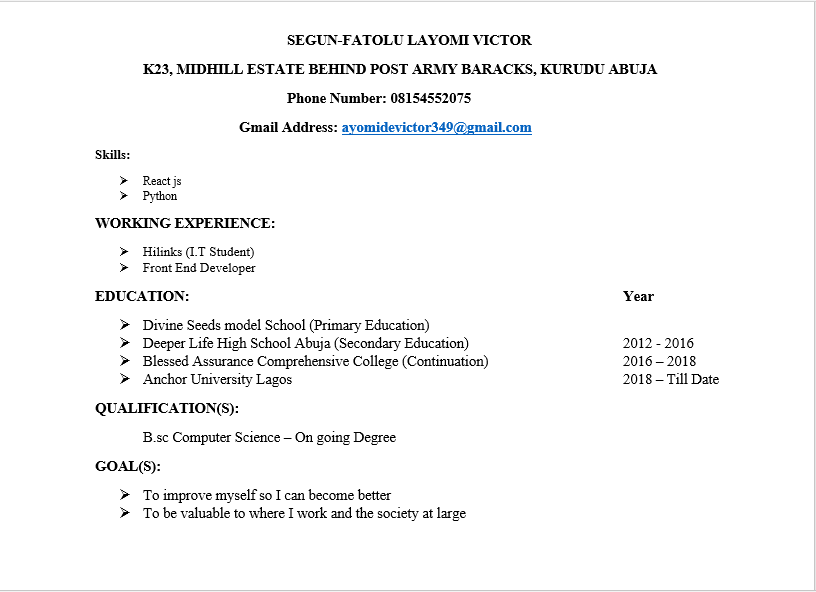 SEGUN-FATOLU LAYOMI VICTOR
K23, MIDHILL ESTATE BEHIND POST ARMY BARACKS, KURUDU ABUJA
Phone Number: 08154552075
Gmail Address: ayomidevictor349@gmail.com
Skills:
➤ React js
➤ Python
WORKING EXPERIENCE:
➤ Hilinks (I.T Student)
➤ Front End Developer
EDUCATION: Year
➤ Divine Seeds model School (Primary Education)
➤ Deeper Life High School Abuja (Secondary Education) 2012 - 2016
➤ Blessed Assurance Comprehensive College (Continuation) 2016 – 2018
➤ Anchor University Lagos 2018 – Till Date
QUALIFICATION(S):
B.sc Computer Science – On going Degree
GOAL(S):
➤ To improve myself so I can become better
➤ To be valuable to where I work and the society at large